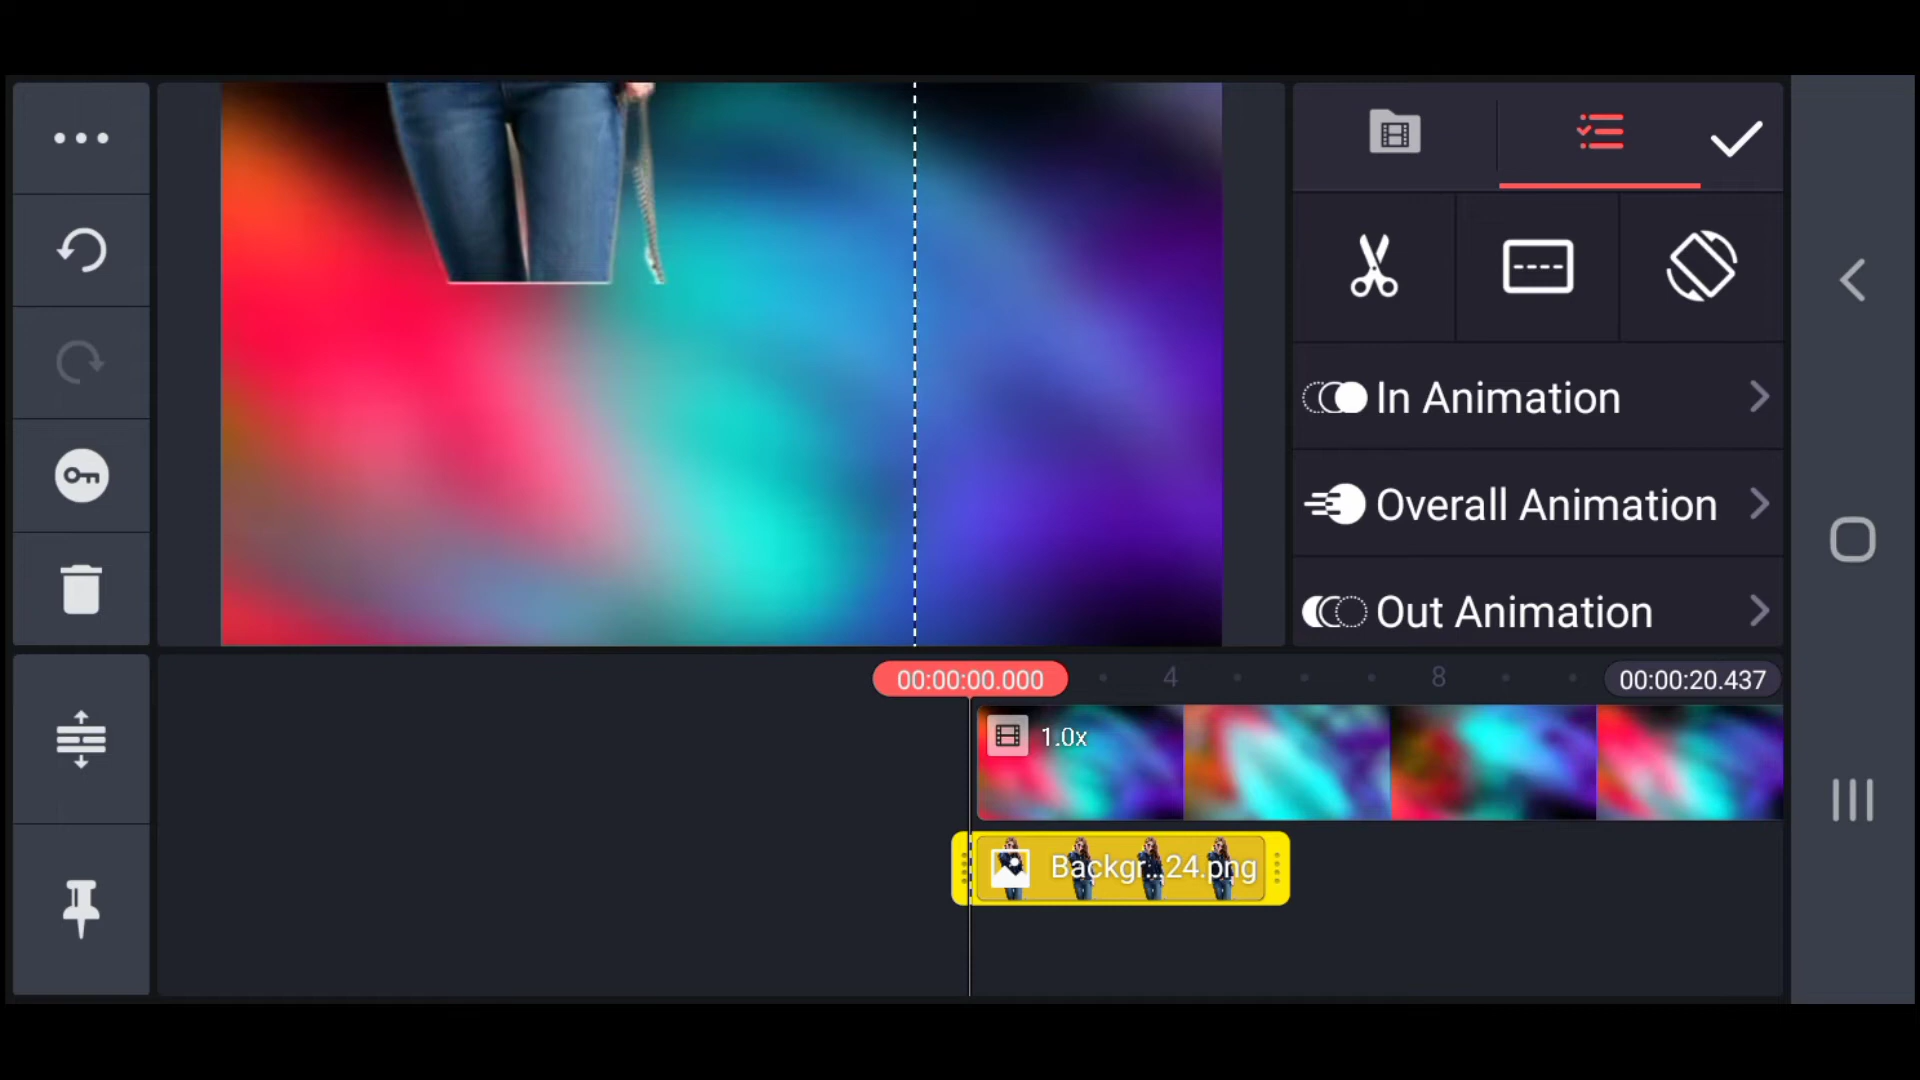 In Animation
Overall Animation
Out Animation
00:00:00.000
4
8
00:00:20.437
1.0x
Backgr...24.png